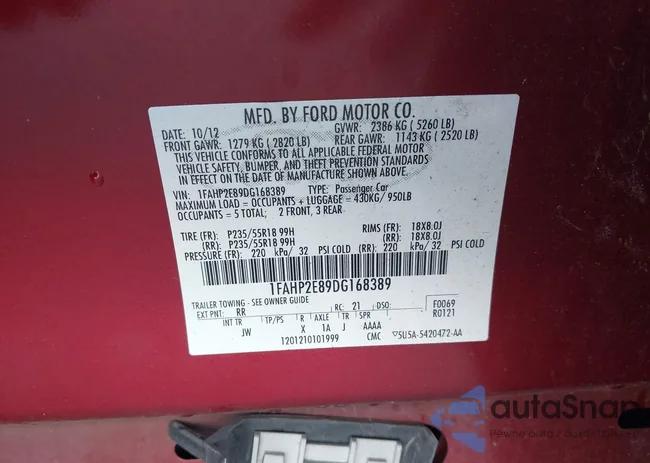 MFD. BY FORD MOTOR CO.
DATE: 10/12 GVWR: 2386 KG ( 5260 LB)
FRONT GAWR: 1279 KG ( 2820 LB) REAR GAWR: 1143 KG ( 2520 LB)
THIS VEHICLE CONFORMS TO ALL APPLICABLE FEDERAL MOTOR
VEHICLE SAFETY, BUMPER, AND THEFT PREVENTION STANDARDS
IN EFFECT ON THE DATE OF MANUFACTURE SHOWN ABOVE.
VIN: 1FAHP2E89DG168389 TYPE: Passenger Car
MAXIMUM LOAD = OCCUPANTS + LUGGAGE = 430KG/ 950LB
OCCUPANTS = 5 TOTAL; 2 FRONT, 3 REAR
TIRE (FR): P235/55R18 99H RIMS (FR): 18X8.0J
(RR): P235/55R18 99H (RR): 18X8.0J
PRESSURE: (FR): 220 kPa/ 32 PSI COLD (RR): 220 kPa/ 32 PSI COLD
1FAHP2E89DG168389
TRAILER TOWING - SEE OWNER GUIDE
EXT PNT: RR RC: 21 DSO: F0069
R0121
WB INT TR TP/PS R AXLE TR SPR
JW X 1A J AAAA
1201210101999 CMC 5U5A-5420472-AA
autoSnap
Pewne auto